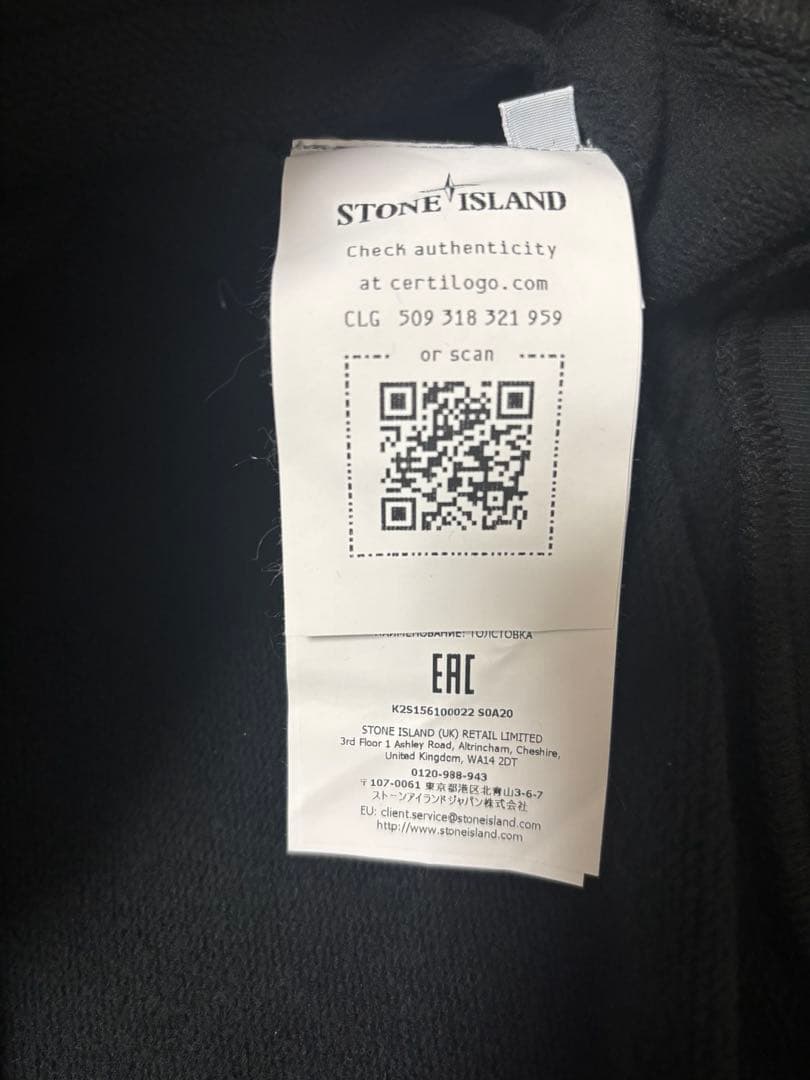 STONE ISLAND
Check authenticity
at certilogo.com
CLG 509 318 321 959
or scan
НАИМЕНОВАНИЕ: ТОЛСТОВКА
EAC
K2S156100022 S0A20
STONE ISLAND (UK) RETAIL LIMITED
3rd Floor 1 Ashley Road, Altrincham, Cheshire,
United Kingdom, WA14 2DT
0120-988-943
〒107-0061 東京都港区北青山3-6-7
ストーンアイランドジャパン株式会社
EU: client.service@stoneisland.com
http://www.stoneisland.com